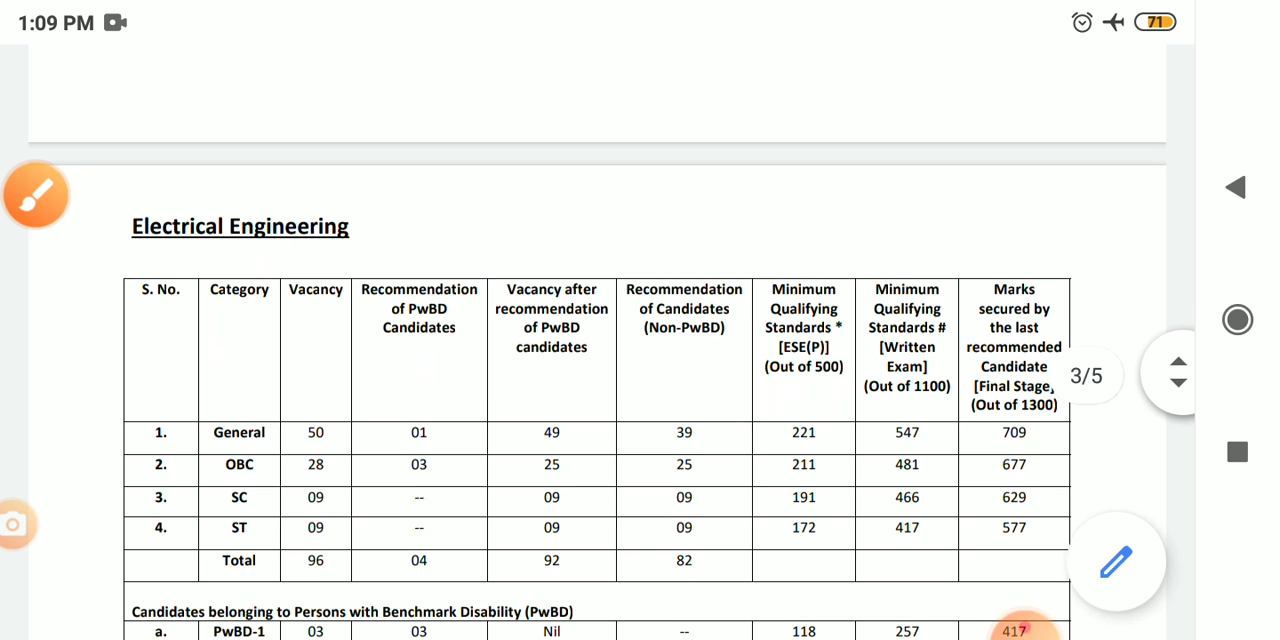 1:09 PM
71
Electrical Engineering
S. No. Category Vacancy Recommendation of PwBD Candidates Vacancy after recommendation of PwBD candidates Recommendation of Candidates (Non-PwBD) Minimum Qualifying Standards * [ESE(P)] (Out of 500) Minimum Qualifying Standards # [Written Exam] (Out of 1100) Marks secured by the last recommended Candidate [Final Stage] (Out of 1300)
3/5
1. General 50 01 49 39 221 547 709
2. OBC 28 03 25 25 211 481 677
3. SC 09 -- 09 09 191 466 629
4. ST 09 -- 09 09 172 417 577
Total 96 04 92 82
Candidates belonging to Persons with Benchmark Disability (PwBD)
a. PwBD-1 03 03 Nil -- 118 257 417